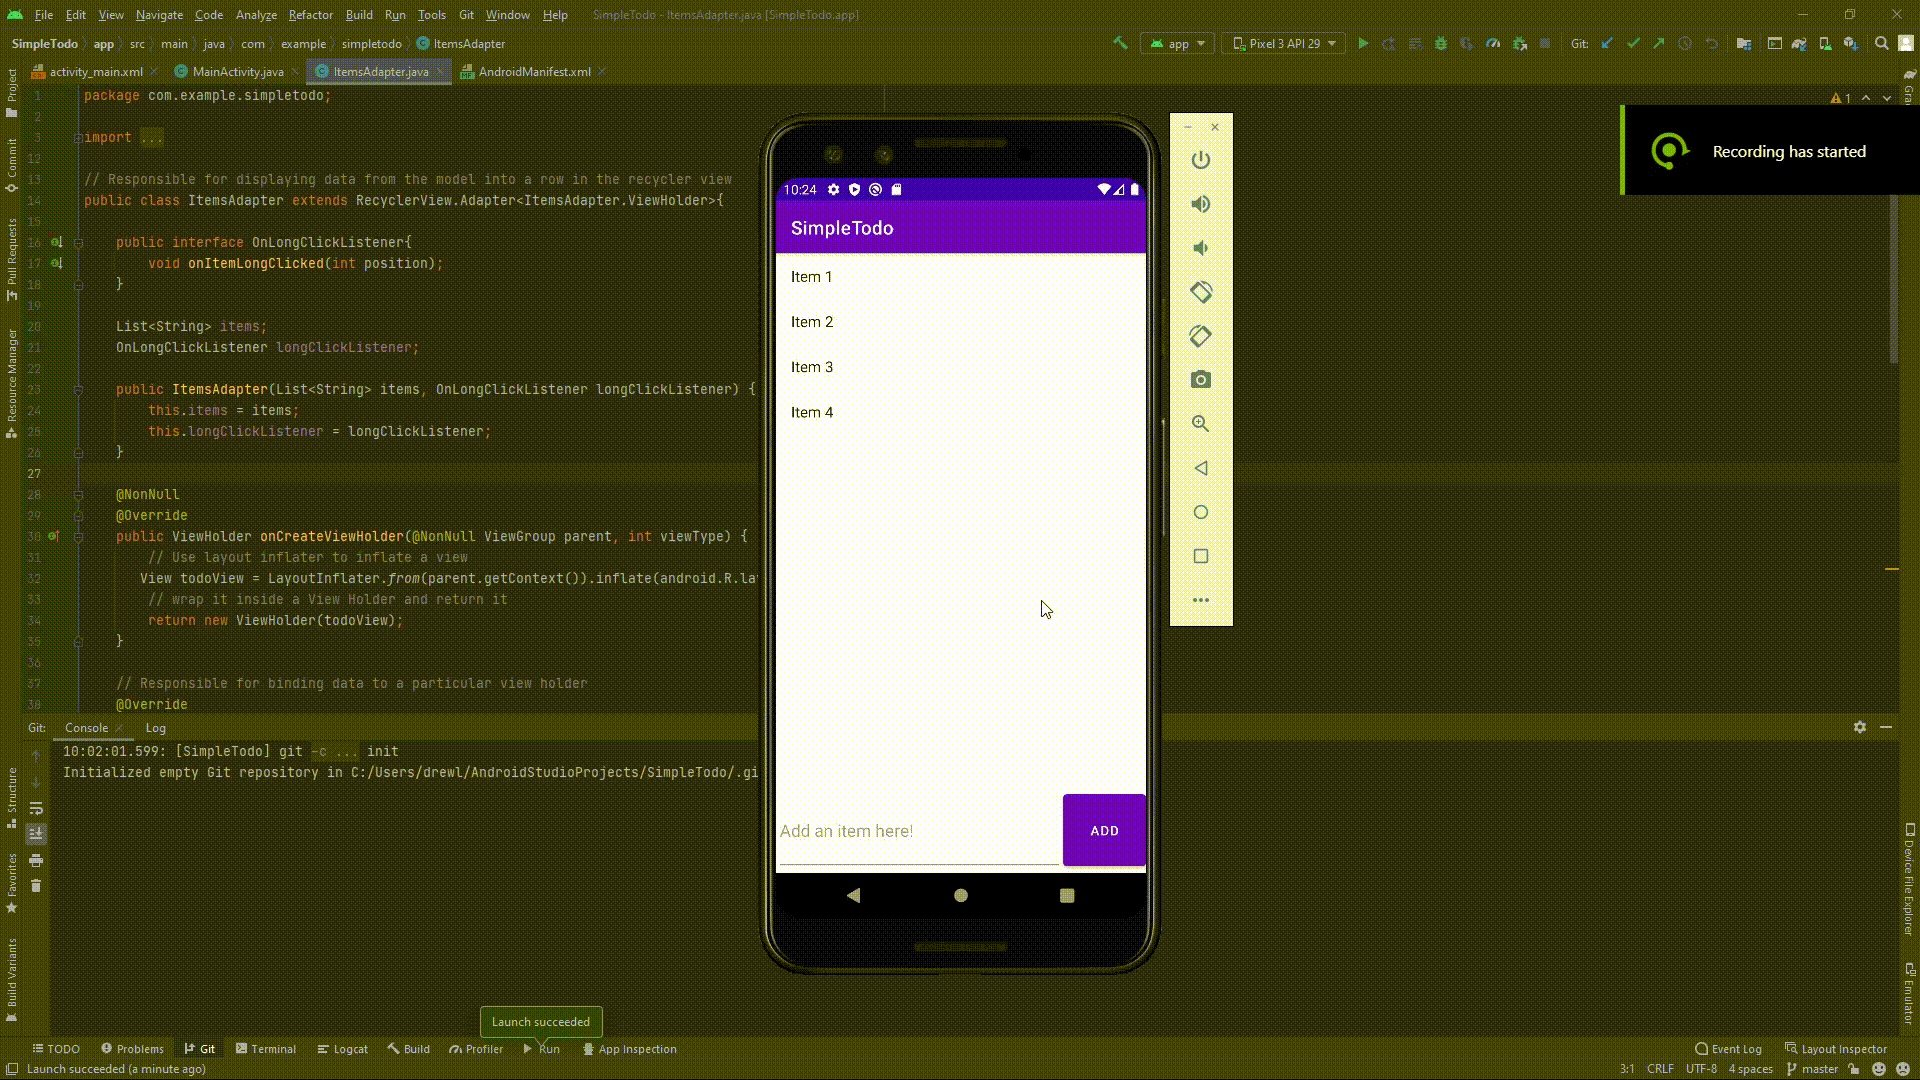 File Edit View Navigate Code Analyze Refactor Build Run Tools Git Window Help SimpleTodo - ItemsAdapter.java [SimpleTodo.app]
SimpleTodo app src main java com example simpletodo ItemsAdapter
app Pixel 3 API 29 Git:
activity_main.xml MainActivity.java ItemsAdapter.java AndroidManifest.xml
1 package com.example.simpletodo;
2
3 import ...
12
13 // Responsible for displaying data from the model into a row in the recycler view
14 public class ItemsAdapter extends RecyclerView.Adapter<ItemsAdapter.ViewHolder>{
15
16 public interface OnLongClickListener{
17 void onItemLongClicked(int position);
18 }
19
20 List<String> items;
21 OnLongClickListener longClickListener;
22
23 public ItemsAdapter(List<String> items, OnLongClickListener longClickListener) {
24 this.items = items;
25 this.longClickListener = longClickListener;
26 }
27
28 @NonNull
29 @Override
30 public ViewHolder onCreateViewHolder(@NonNull ViewGroup parent, int viewType) {
31 // Use layout inflater to inflate a view
32 View todoView = LayoutInflater.from(parent.getContext()).inflate(android.R.la
33 // wrap it inside a View Holder and return it
34 return new ViewHolder(todoView);
35 }
36
37 // Responsible for binding data to a particular view holder
38 @Override
1
Recording has started
10:24
SimpleTodo
Item 1
Item 2
Item 3
Item 4
Add an item here!
ADD
Project
Commit
Pull Requests
Resource Manager
Structure
Favorites
Build Variants
Gra
Device File Explorer
Emulator
Git: Console Log
10:02:01.599: [SimpleTodo] git -c ... init
Initialized empty Git repository in C:/Users/drewl/AndroidStudioProjects/SimpleTodo/.gi
Launch succeeded
TODO Problems Git Terminal Logcat Build Profiler Run App Inspection Event Log Layout Inspector
Launch succeeded (a minute ago) 3:1 CRLF UTF-8 4 spaces master